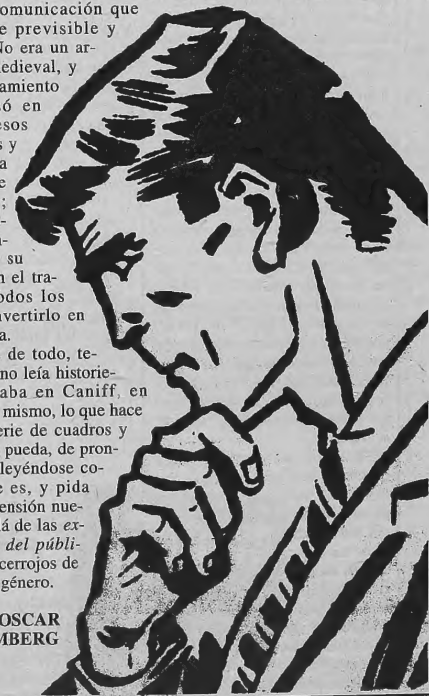 omunicación que
e previsible y
No era un ar-
edieval, y
amiento
ó en
esos
s y
a
e
;
-
-
su
n el tra-
odos los
nvertirlo en
a.
de todo, te-
no leía historie-
aba en Caniff, en
mismo, lo que hace
erie de cuadros y
pueda, de pron-
leyéndose co-
e es, y pida
ensión nue-
á de las ex-
del públi-
cerrojos de
género.
OSCAR
MBERG